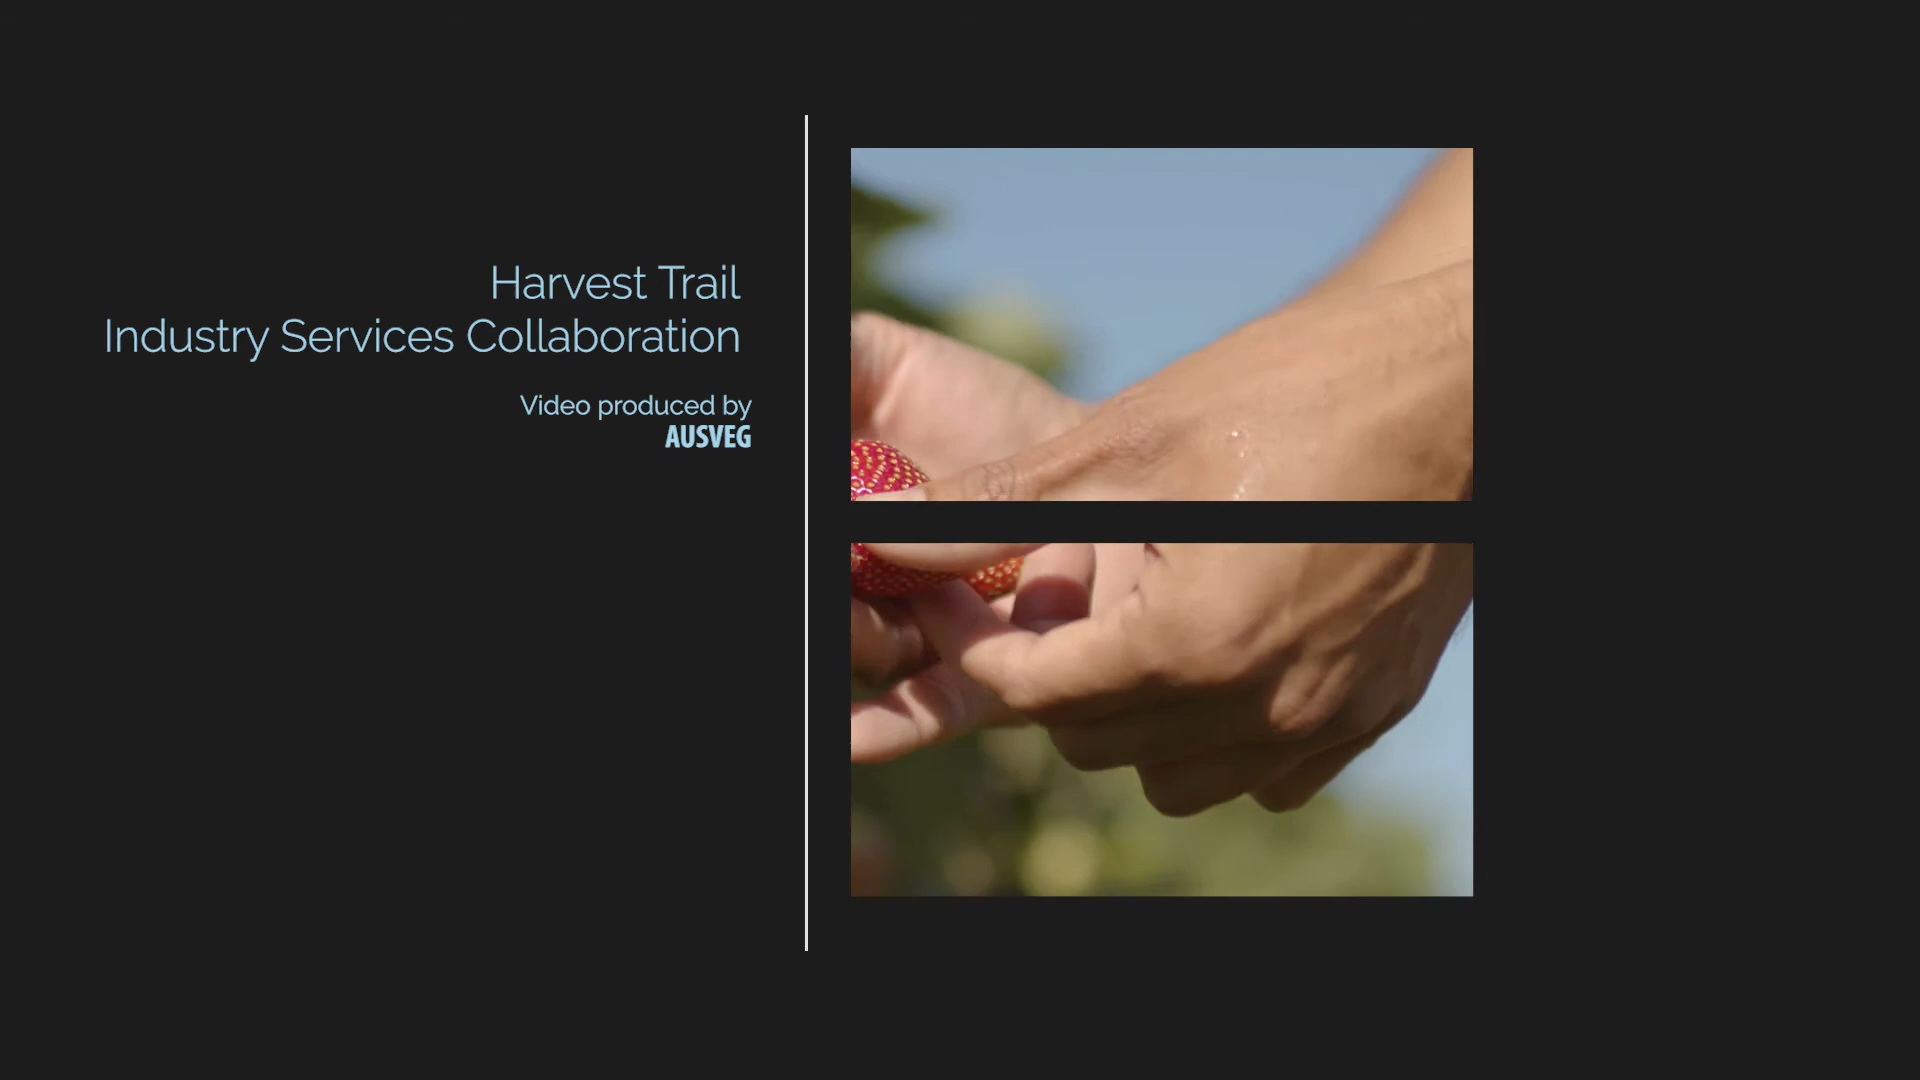 Harvest Trail
Industry Services Collaboration
Video produced by
AUSVEG